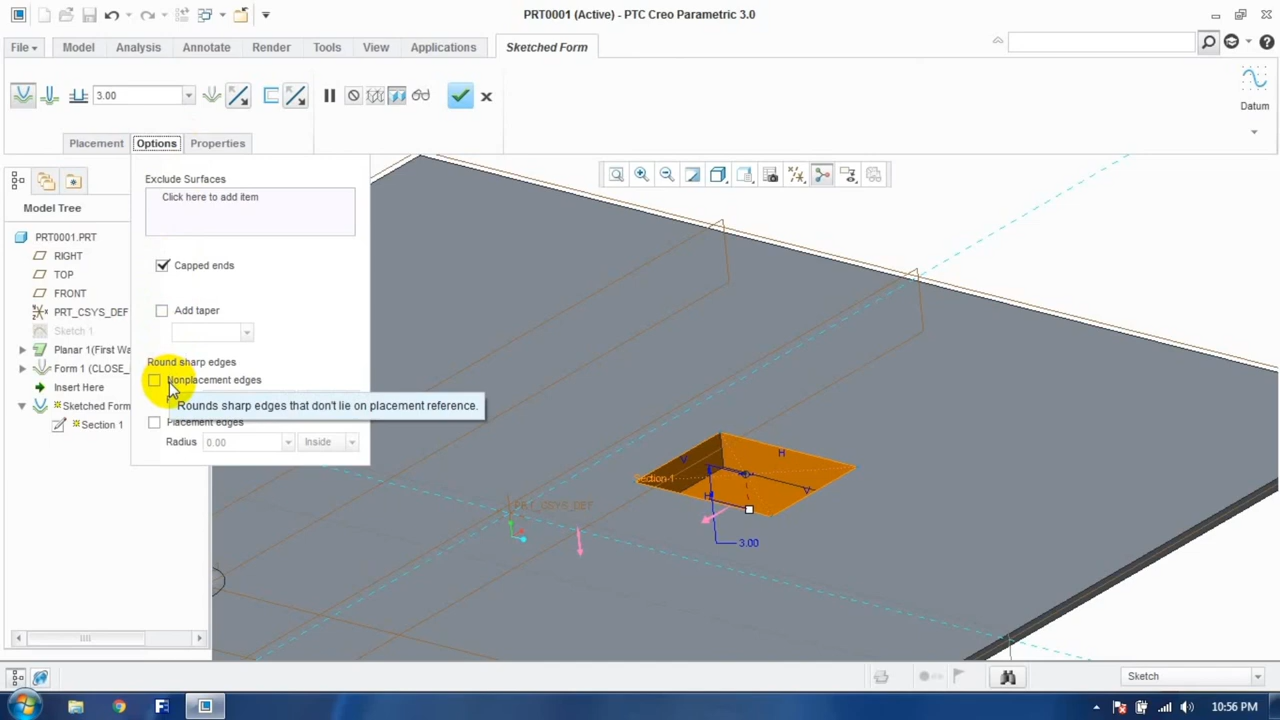 PRT0001 (Active) - PTC Creo Parametric 3.0
File
Model
Analysis
Annotate
Render
Tools
View
Applications
Sketched Form
3.00
Datum
Placement
Options
Properties
Exclude Surfaces
Click here to add item
Model Tree
PRT0001.PRT
RIGHT
TOP
FRONT
PRT_CSYS_DEF
Sketch 1
Planar 1(First Wa
Form 1 (CLOSE_
Insert Here
Sketched Form
Section 1
Capped ends
Add taper
Round sharp edges
Nonplacement edges
Rounds sharp edges that don't lie on placement reference.
Placement edges
Radius
0.00
Inside
V
H
Section 1
V
H
PRT_CSYS_DEF
3.00
Sketch
10:56 PM